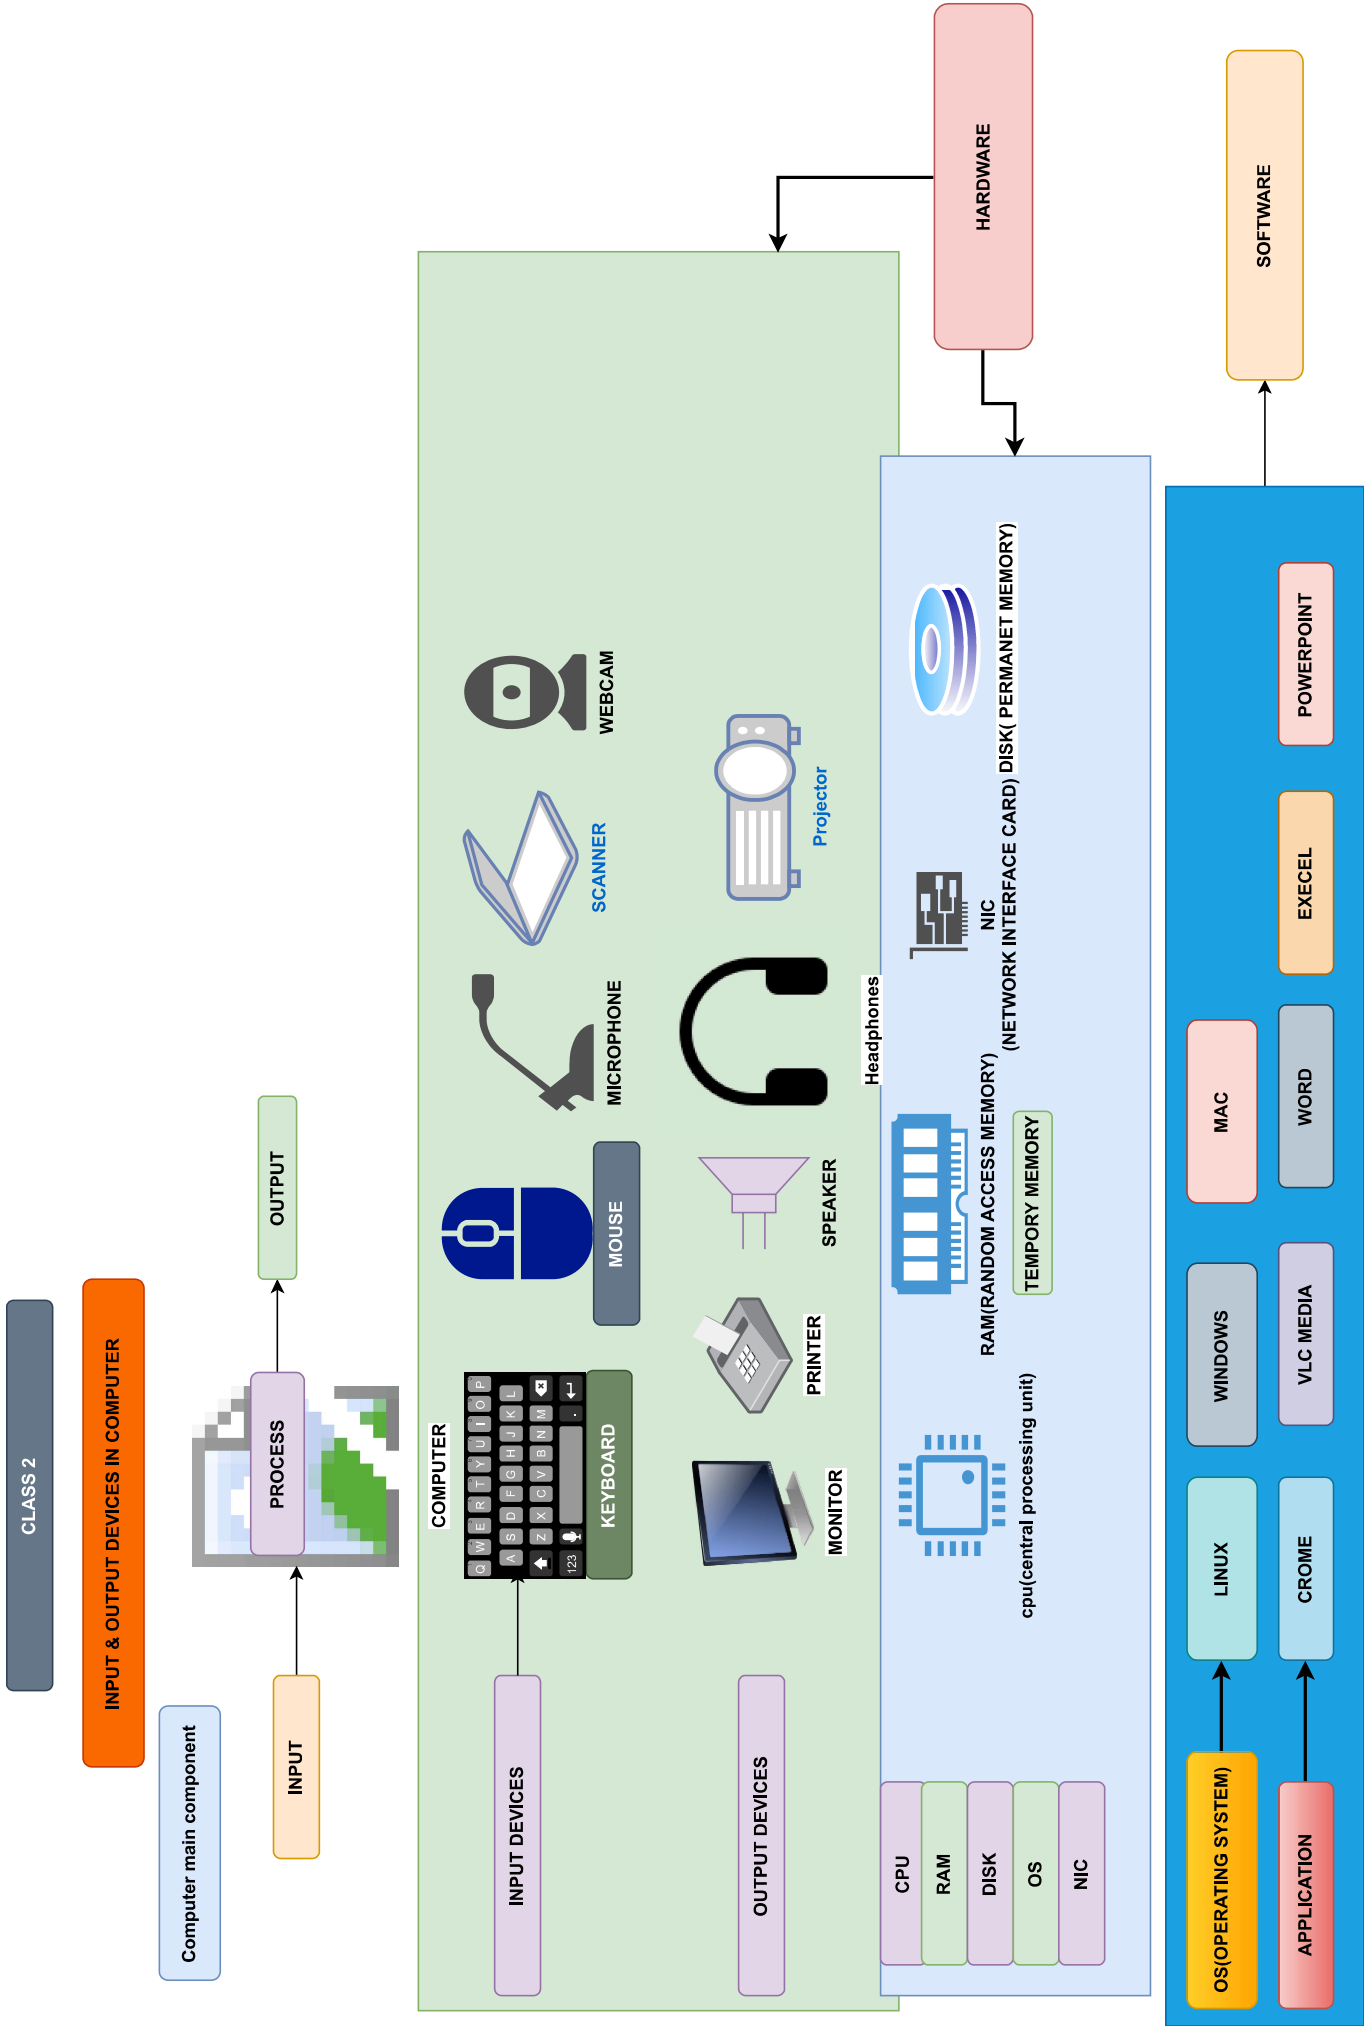 CLASS 2
INPUT & OUTPUT DEVICES IN COMPUTER
Computer main component
INPUT
PROCESS
OUTPUT
COMPUTER
INPUT DEVICES
Q W E R T Y U I O P
A S D F G H J K L
Z X C V B N M
123 .
KEYBOARD
MOUSE
MICROPHONE
SCANNER
WEBCAM
OUTPUT DEVICES
MONITOR
PRINTER
SPEAKER
Headphones
Projector
HARDWARE
CPU
RAM
DISK
OS
NIC
cpu(central processing unit)
RAM(RANDOM ACCESS MEMORY)
TEMPORY MEMORY
NIC
(NETWORK INTERFACE CARD)
DISK( PERMANET MEMORY)
SOFTWARE
OS(OPERATING SYSTEM)
LINUX
WINDOWS
MAC
APPLICATION
CROME
VLC MEDIA
WORD
EXECEL
POWERPOINT